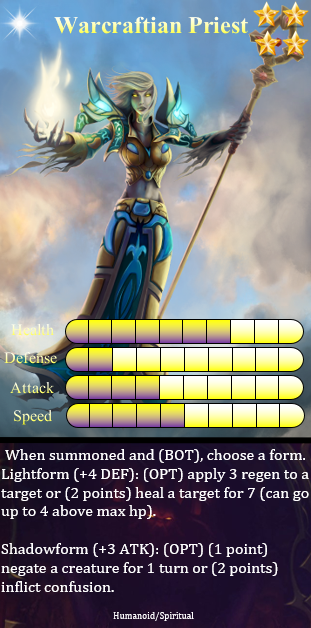 Warcraftian Priest
Health
Defense
Attack
Speed
When summoned and (BOT), choose a form.
Lightform (+4 DEF): (OPT) apply 3 regen to a
target or (2 points) heal a target for 7 (can go
up to 4 above max hp).
Shadowform (+3 ATK): (OPT) (1 point)
negate a creature for 1 turn or (2 points)
inflict confusion.
Humanoid/Spiritual